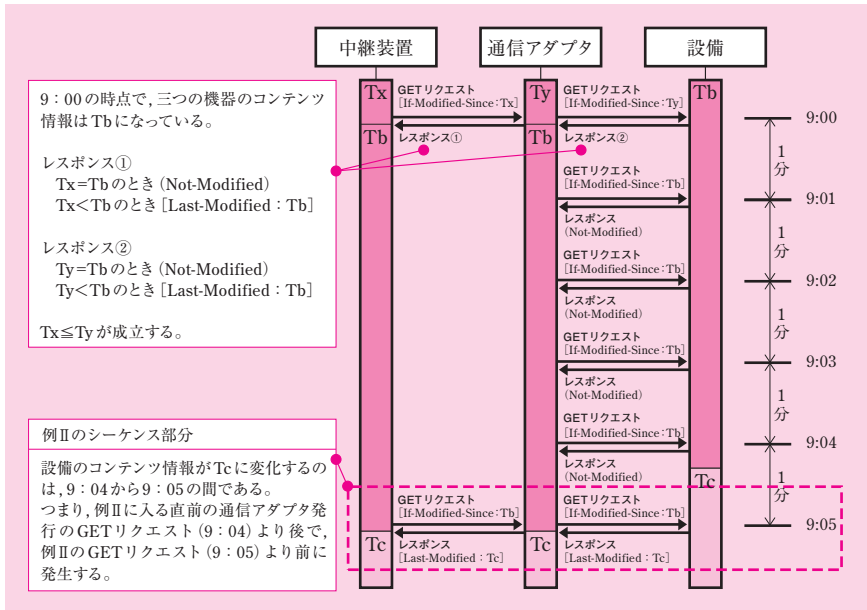 中継装置
通信アダプタ
設備
9：00の時点で,三つの機器のコンテンツ
情報はTbになっている。
レスポンス①
Tx=Tbのとき (Not-Modified)
Tx<Tbのとき [Last-Modified：Tb]
レスポンス②
Ty=Tbのとき (Not-Modified)
Ty<Tbのとき [Last-Modified：Tb]
Tx≦Tyが成立する。
Tx
GETリクエスト
[If-Modified-Since：Tx]
Ty
GETリクエスト
[If-Modified-Since：Ty]
Tb
9:00
Tb
レスポンス①
Tb
レスポンス②
1分
GETリクエスト
[If-Modified-Since：Tb]
9:01
レスポンス
(Not-Modified)
1分
GETリクエスト
[If-Modified-Since：Tb]
9:02
レスポンス
(Not-Modified)
1分
GETリクエスト
[If-Modified-Since：Tb]
9:03
レスポンス
(Not-Modified)
1分
GETリクエスト
[If-Modified-Since：Tb]
9:04
レスポンス
(Not-Modified)
Tc
1分
例Ⅱのシーケンス部分
設備のコンテンツ情報がTcに変化するの
は, 9：04から9：05の間である。
つまり, 例Ⅱに入る直前の通信アダプタ発
行のGETリクエスト (9：04) より後で,
例ⅡのGETリクエスト (9：05) より前に
発生する。
GETリクエスト
[If-Modified-Since：Tb]
GETリクエスト
[If-Modified-Since：Tb]
9:05
Tc
レスポンス
[Last-Modified：Tc]
Tc
レスポンス
[Last-Modified：Tc]